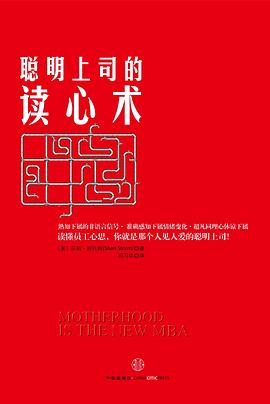 聪明上司的
读心术
熟知下属的非语言信号·准确感知下属情绪变化·超凡同理心体谅下属
读懂员工心思，你就是那个人见人爱的聪明上司！
MOTHERHOOD
IS THE NEW MBA